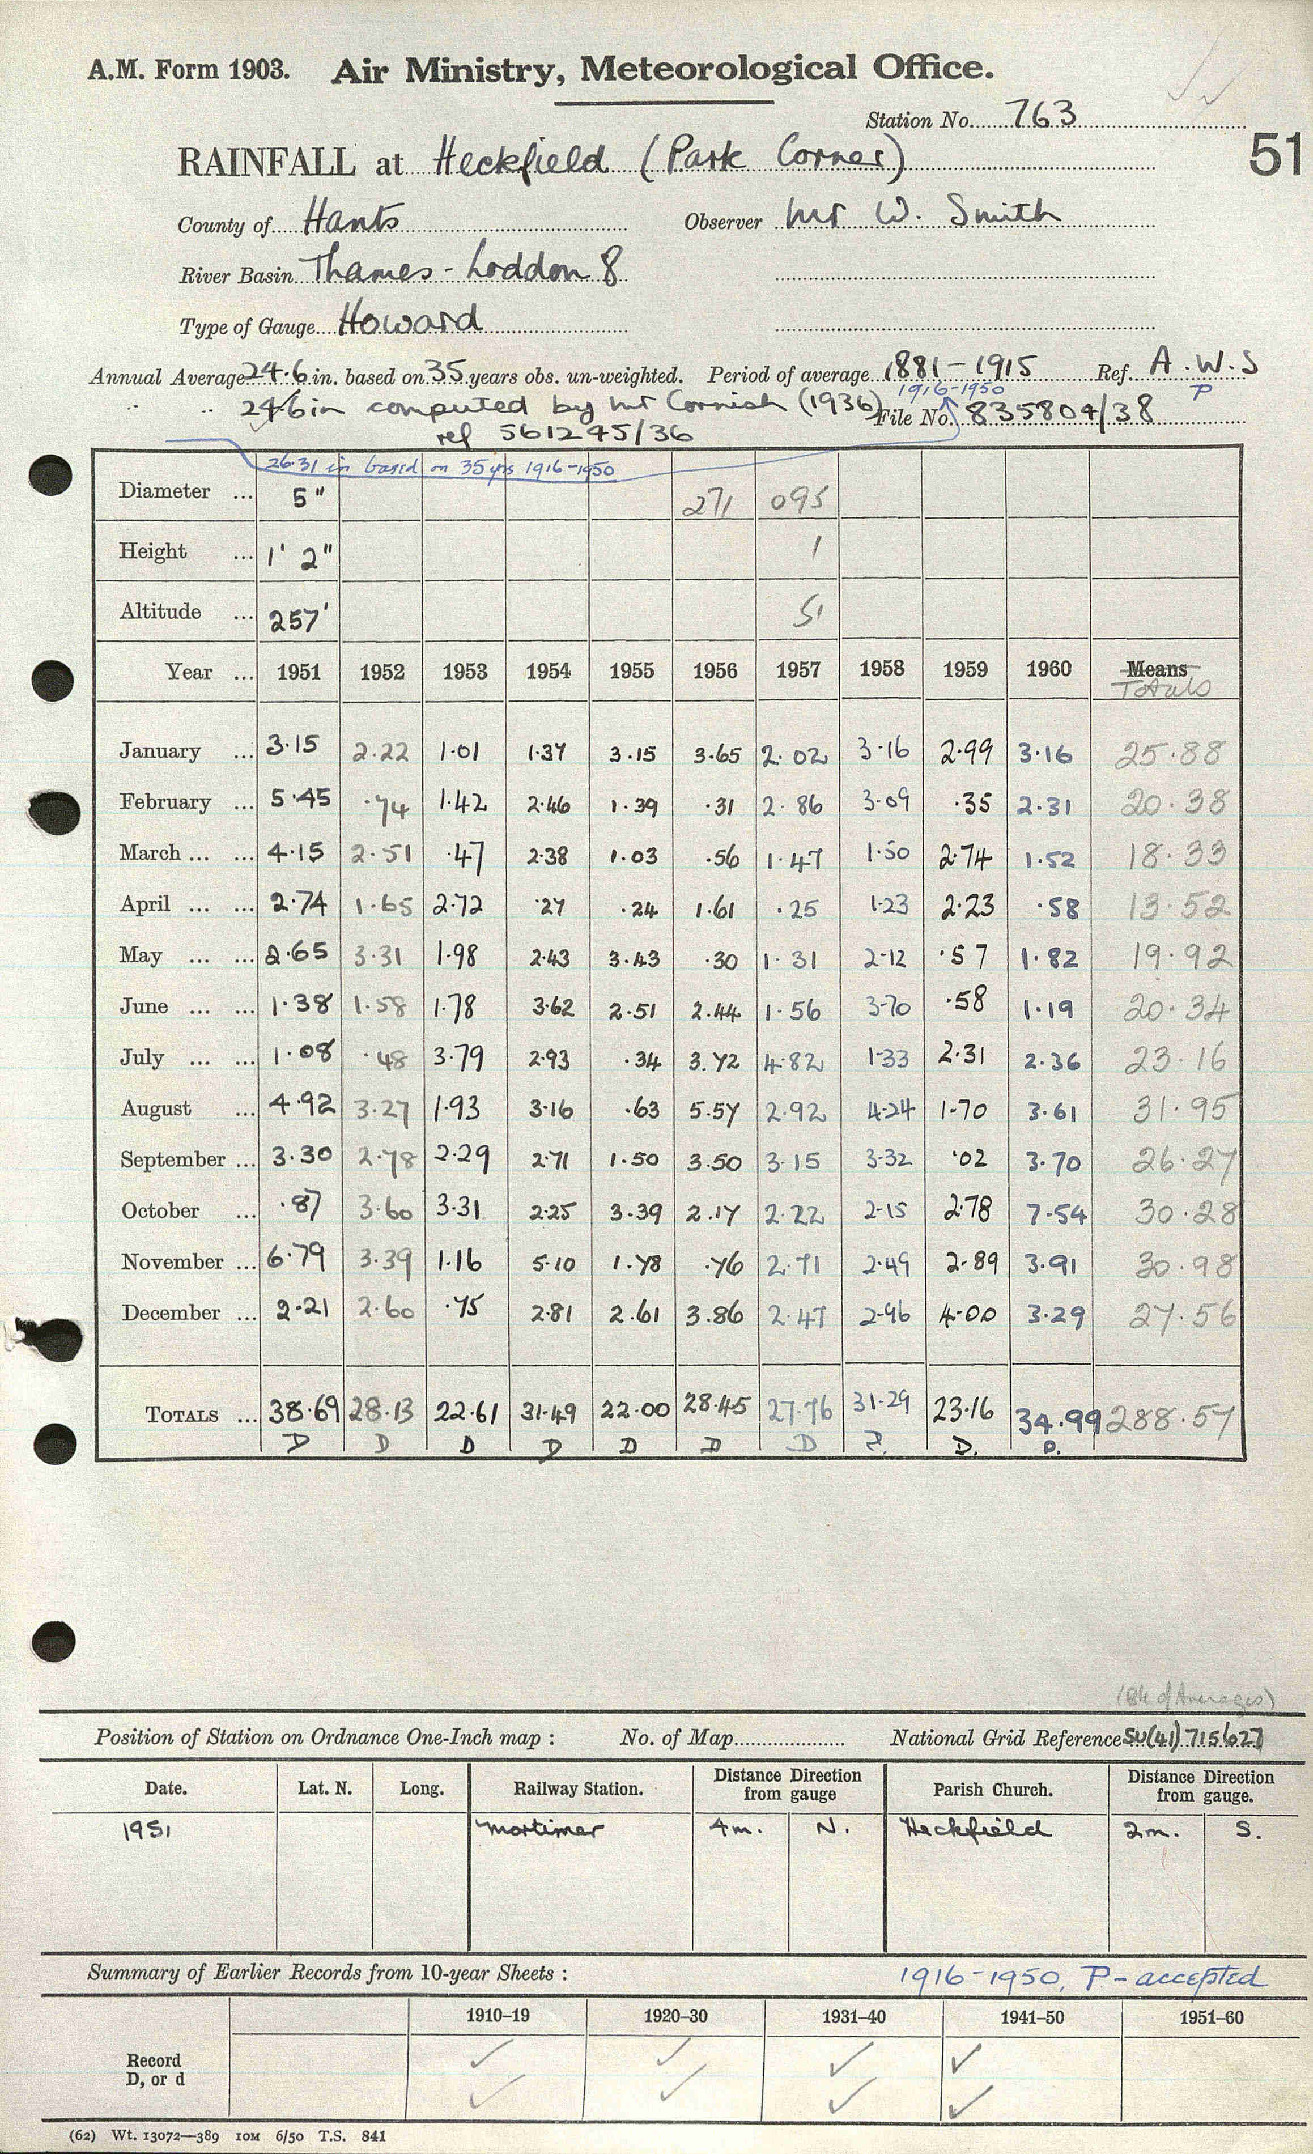 A.M. Form 1903. Air Ministry, Meteorological Office.
Station No. 763
51
RAINFALL at Heckfield (Park Corner)
County of Hants Observer Mr W. Smith
River Basin Thames - Loddon 8
Type of Gauge Howard
Annual Average 24.6 in. based on 35 years obs. un-weighted. Period of average 1881-1915 Ref. A.W.S
1916-1950 P
" " 24.6 in computed by Mr Cornish (1936) File No. 835804/38
ref 561245/36
26.31 in based on 35 yrs 1916-1950
Diameter ... 5" 271 095
Height ... 1' 2" 1
Altitude ... 257' 51
Year ... 1951 1952 1953 1954 1955 1956 1957 1958 1959 1960 Means
Totals
January ... 3.15 2.22 1.01 1.37 3.15 3.65 2.02 3.16 2.99 3.16 25.88
February ... 5.45 .74 1.42 2.46 1.39 .31 2.86 3.09 .35 2.31 20.38
March ... ... 4.15 2.51 .47 2.38 1.03 .56 1.47 1.50 2.74 1.52 18.33
April ... ... 2.74 1.65 2.72 .27 .24 1.61 .25 1.23 2.23 .58 13.52
May ... ... 2.65 3.31 1.98 2.43 3.43 .30 1.31 2.12 .57 1.82 19.92
June ... ... 1.38 1.58 1.78 3.62 2.51 2.44 1.56 3.70 .58 1.19 20.34
July ... ... 1.08 .48 3.79 2.93 .34 3.72 4.82 1.33 2.31 2.36 23.16
August ... 4.92 3.27 1.93 3.16 .63 5.57 2.92 4.24 1.70 3.61 31.95
September ... 3.30 2.78 2.29 2.71 1.50 3.50 3.15 3.32 .02 3.70 26.27
October ... .87 3.60 3.31 2.25 3.39 2.17 2.22 2.15 2.78 7.54 30.28
November ... 6.79 3.39 1.16 5.10 1.78 .76 2.71 2.49 2.89 3.91 30.98
December ... 2.21 2.60 .75 2.81 2.61 3.86 2.47 2.96 4.00 3.29 27.56
TOTALS ... 38.69 28.13 22.61 31.49 22.00 28.45 27.76 31.29 23.16 34.99 288.57
D D D D D D D P. D. P.
(Bk of Averages)
Position of Station on Ordnance One-Inch map : No. of Map National Grid Reference SU(41) 715627
Date. Lat. N. Long. Railway Station. Distance from gauge Direction Parish Church. Distance from gauge. Direction
1951 Mortimer 4m. N. Heckfield 2m. S.
Summary of Earlier Records from 10-year Sheets : 1916-1950, P-accepted
1910–19 1920–30 1931–40 1941–50 1951–60
Record ✓ ✓ ✓ ✓
D, or d ✓ ✓ ✓ ✓
(62) Wt. 13072—389 10M 6/50 T.S. 841